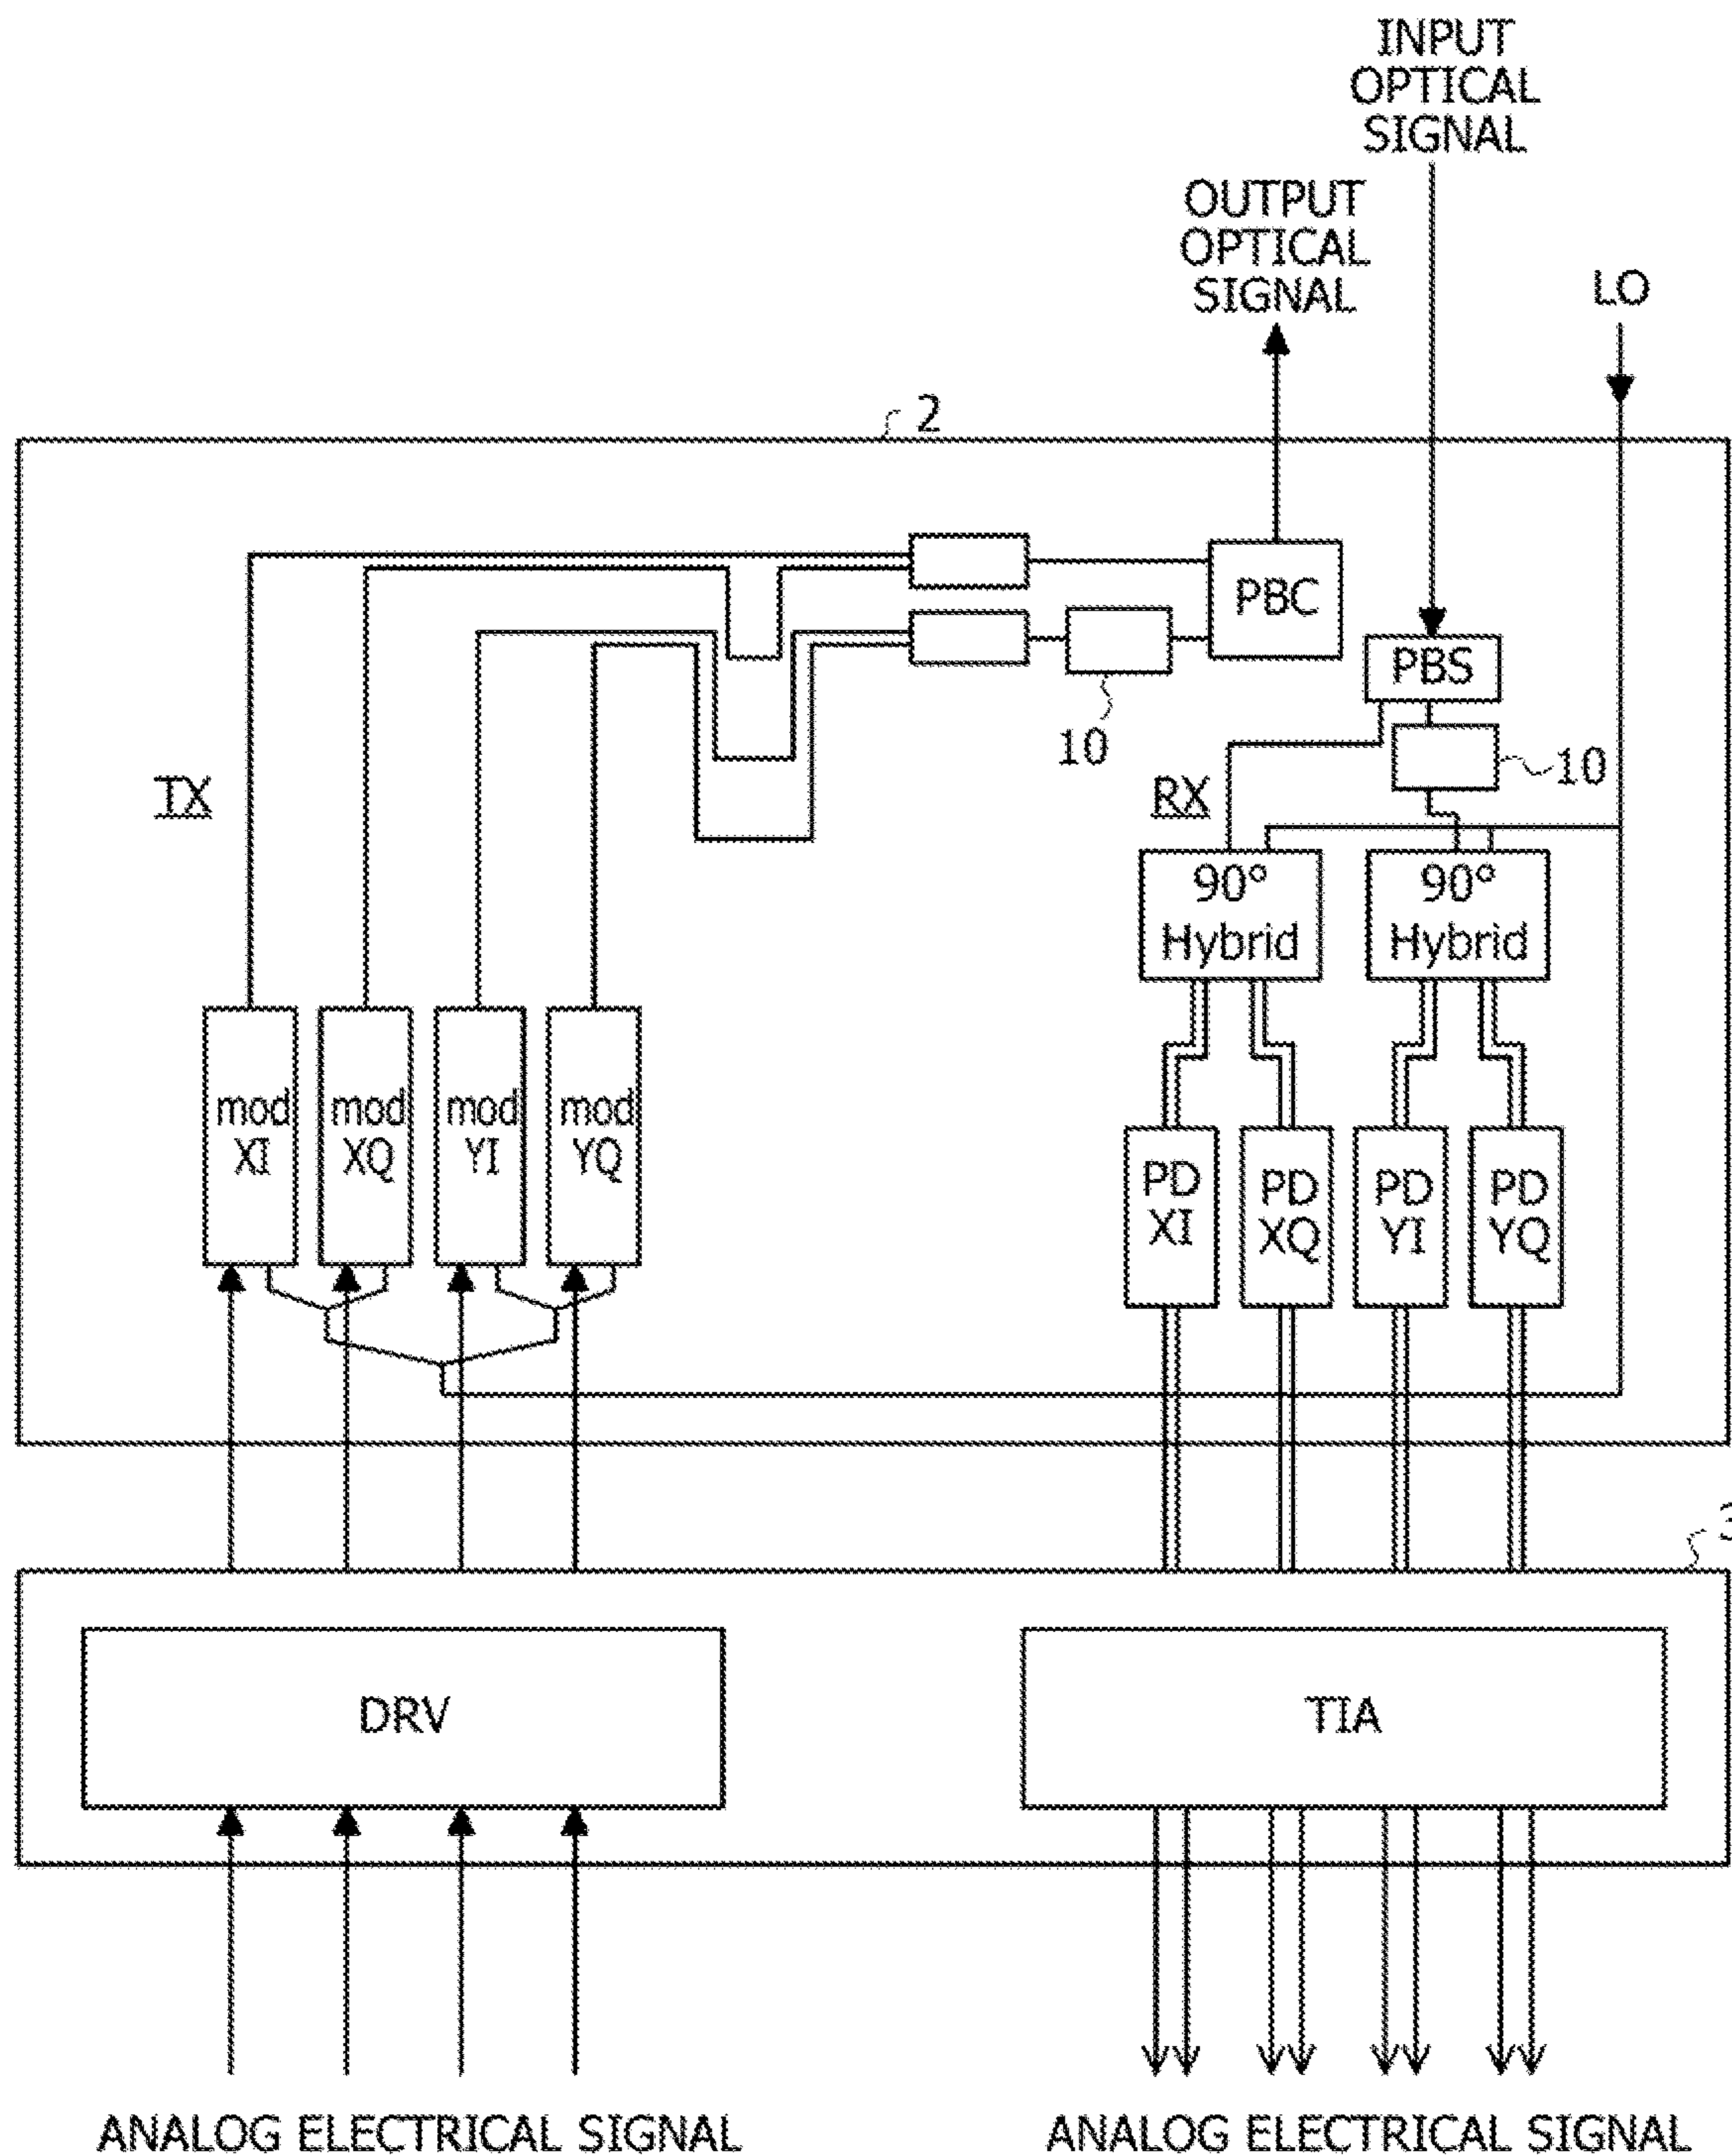 INPUT
OPTICAL
SIGNAL
OUTPUT
OPTICAL
SIGNAL
LO
2
PBC
PBS
10
10
TX
RX
90°
Hybrid
90°
Hybrid
mod
XI
mod
XQ
mod
YI
mod
YQ
PD
XI
PD
XQ
PD
YI
PD
YQ
3
DRV
TIA
ANALOG ELECTRICAL SIGNAL
ANALOG ELECTRICAL SIGNAL